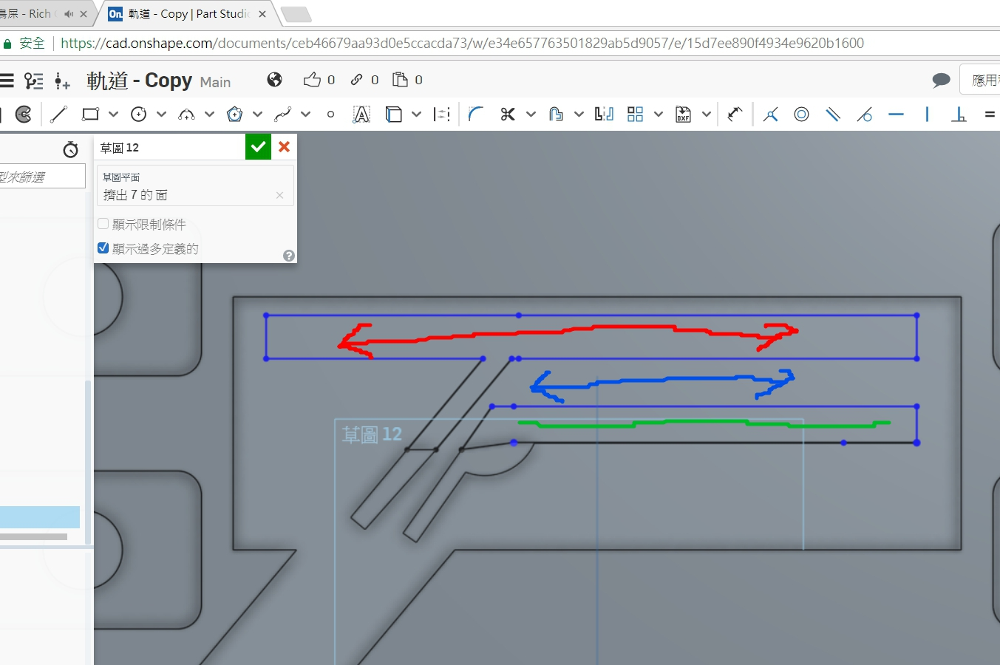 鳥屎 - Rich
On 軌道 - Copy | Part Studi
安全 https://cad.onshape.com/documents/ceb46679aa93d0e5ccacda73/w/e34e657763501829ab5d9057/e/15d7ee890f4934e9620b1600
軌道 - Copy Main 0 0 0 應用
A DXF
草圖 12
型來篩選
草圖平面
擠出 7 的 面
顯示限制條件
顯示過多定義的
?
草圖 12